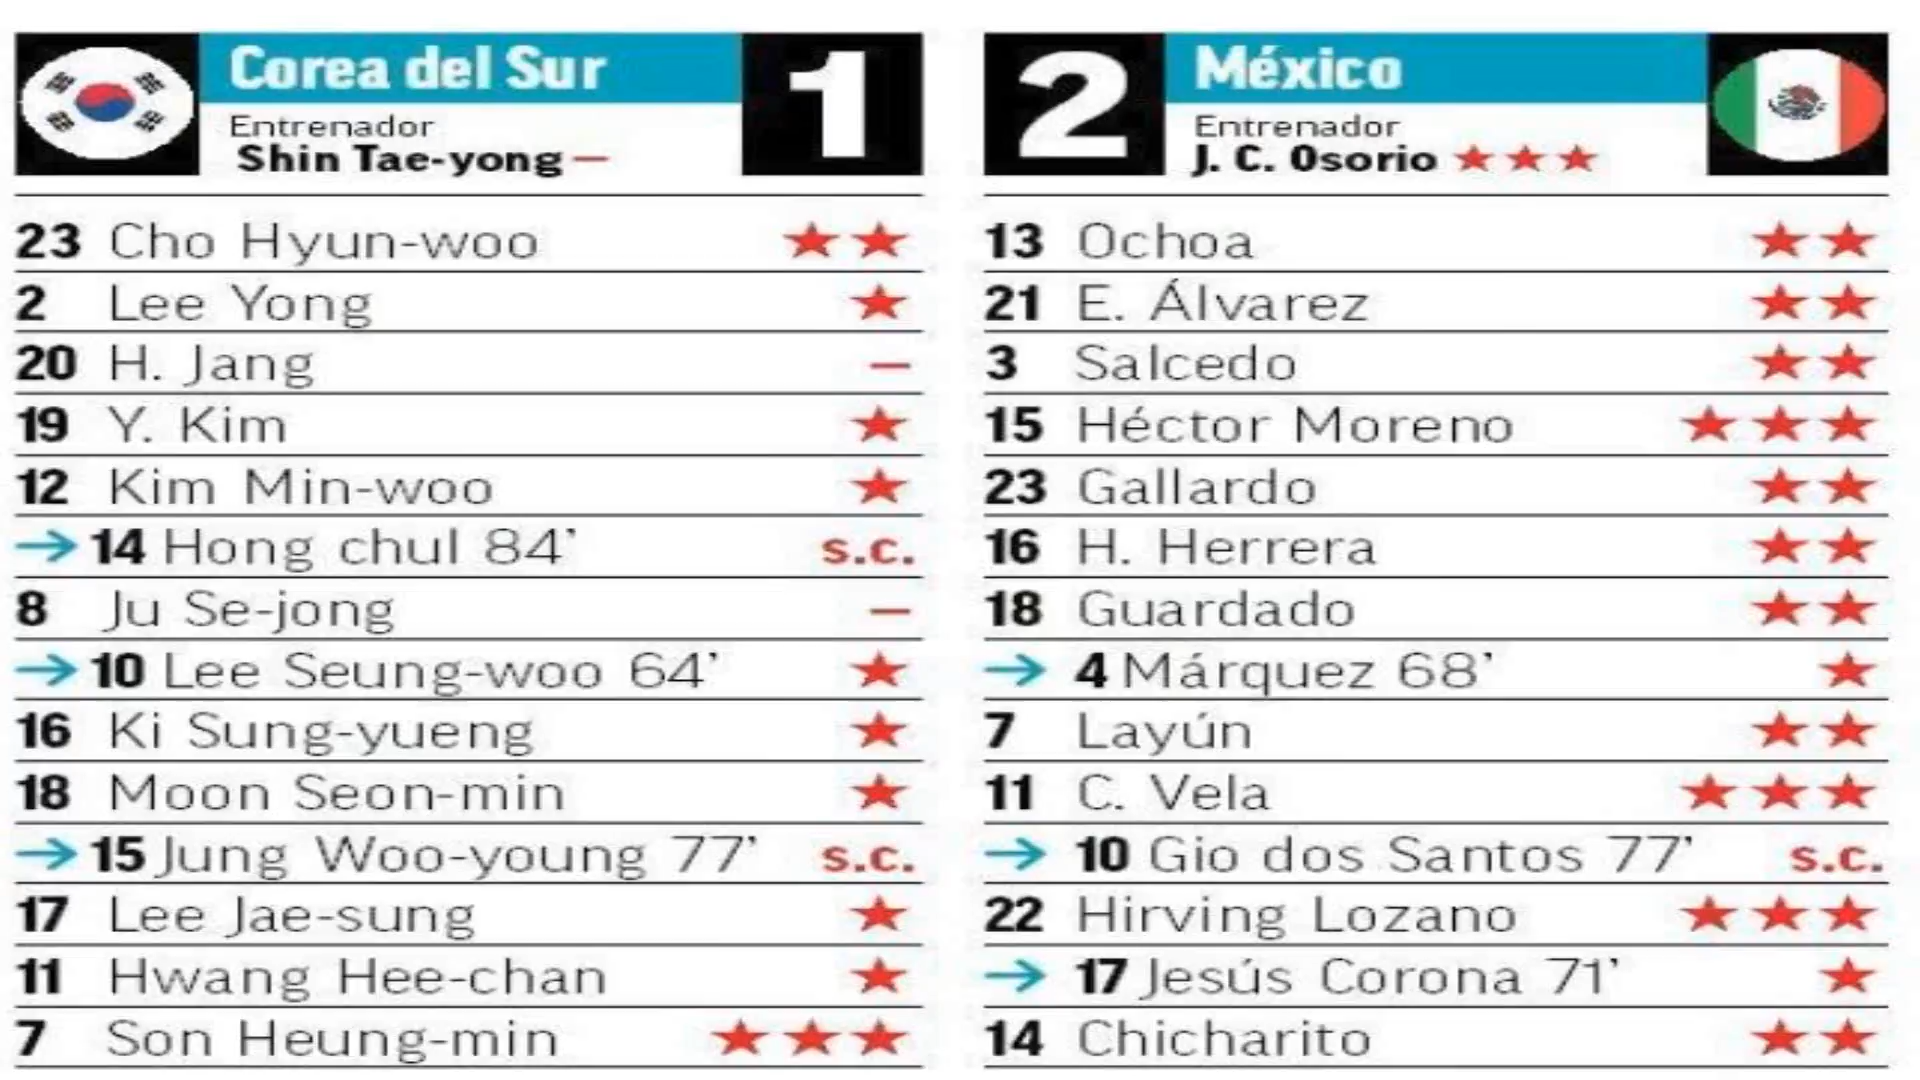 Corea del Sur 1
Entrenador
Shin Tae-yong –
23 Cho Hyun-woo ★★
2 Lee Yong ★
20 H. Jang –
19 Y. Kim ★
12 Kim Min-woo ★
→ 14 Hong chul 84' s.c.
8 Ju Se-jong –
→ 10 Lee Seung-woo 64' ★
16 Ki Sung-yueng ★
18 Moon Seon-min ★
→ 15 Jung Woo-young 77' s.c.
17 Lee Jae-sung ★
11 Hwang Hee-chan ★
7 Son Heung-min ★★★
2 México
Entrenador
J. C. Osorio ★★★
13 Ochoa ★★
21 E. Álvarez ★★
3 Salcedo ★★
15 Héctor Moreno ★★★
23 Gallardo ★★
16 H. Herrera ★★
18 Guardado ★★
→ 4 Márquez 68' ★
7 Layún ★★
11 C. Vela ★★★
→ 10 Gio dos Santos 77' s.c.
22 Hirving Lozano ★★★
→ 17 Jesús Corona 71' ★
14 Chicharito ★★